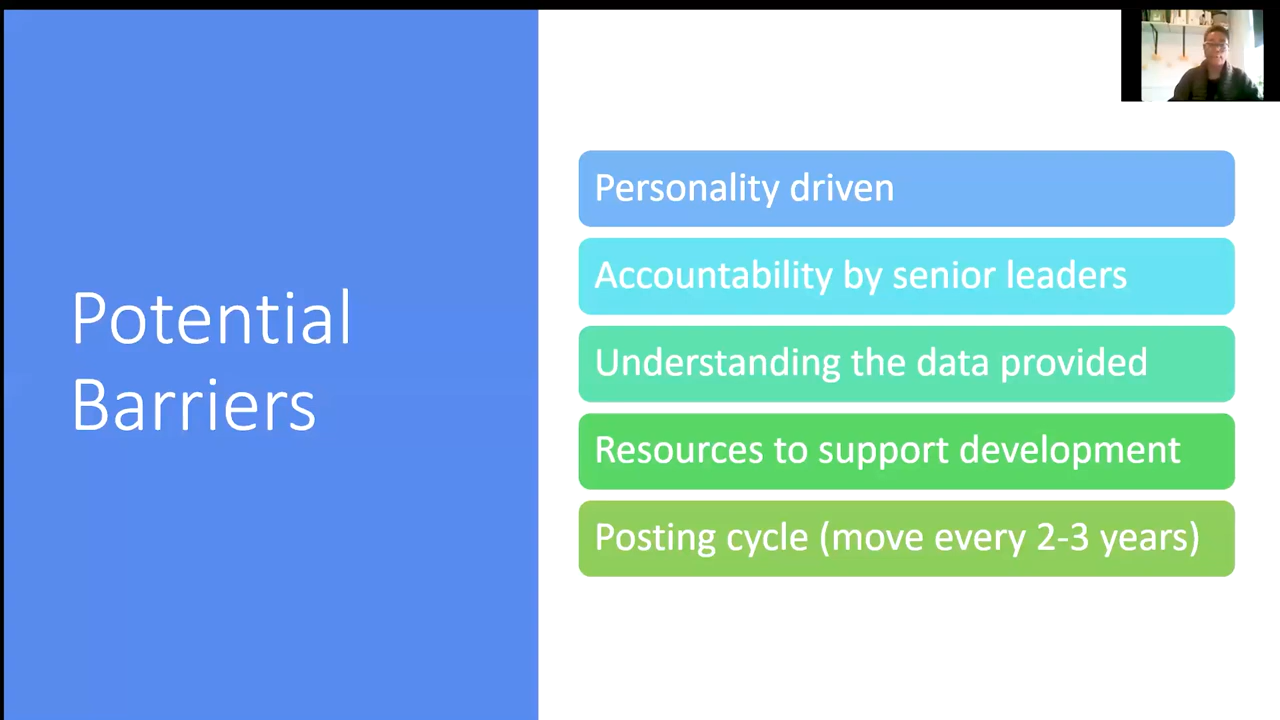 Potential
Barriers
Personality driven
Accountability by senior leaders
Understanding the data provided
Resources to support development
Posting cycle (move every 2-3 years)